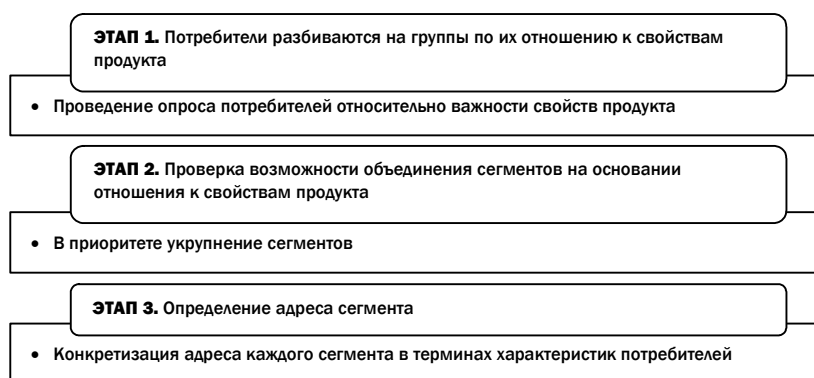 ЭТАП 1. Потребители разбиваются на группы по их отношению к свойствам
продукта
• Проведение опроса потребителей относительно важности свойств продукта
ЭТАП 2. Проверка возможности объединения сегментов на основании
отношения к свойствам продукта
• В приоритете укрупнение сегментов
ЭТАП 3. Определение адреса сегмента
• Конкретизация адреса каждого сегмента в терминах характеристик потребителей